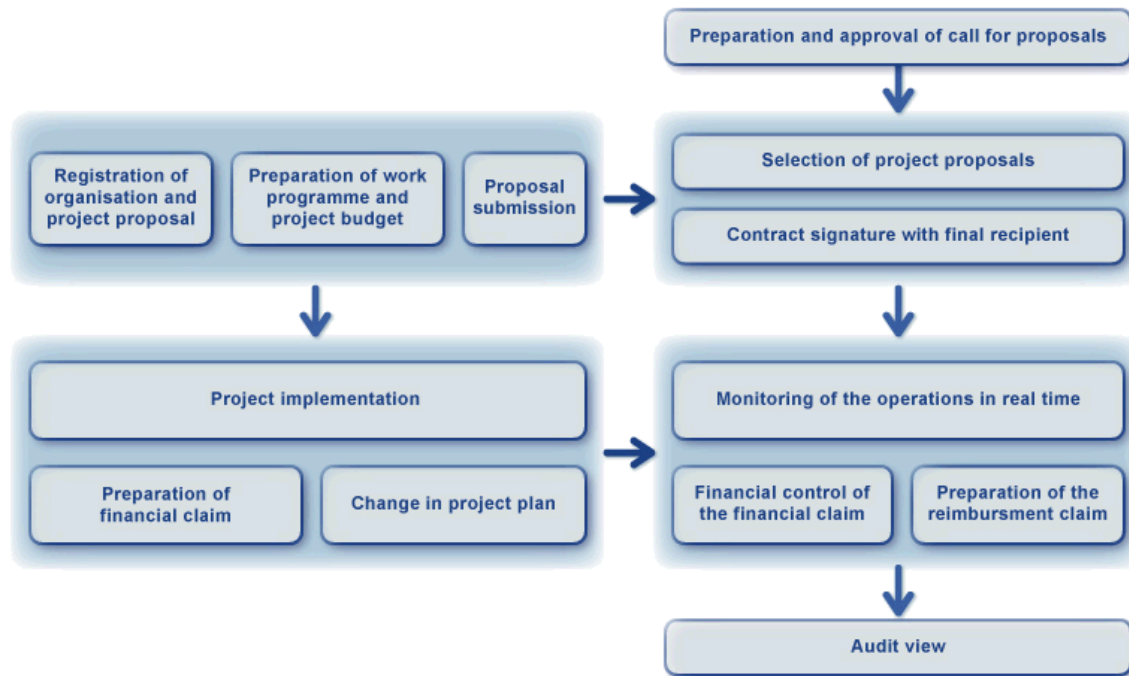 Preparation and approval of call for proposals
Registration of
organisation and
project proposal
Preparation of work
programme and
project budget
Proposal
submission
Selection of project proposals
Contract signature with final recipient
Project implementation
Preparation of
financial claim
Change in project plan
Monitoring of the operations in real time
Financial control of
the financial claim
Preparation of the
reimbursment claim
Audit view